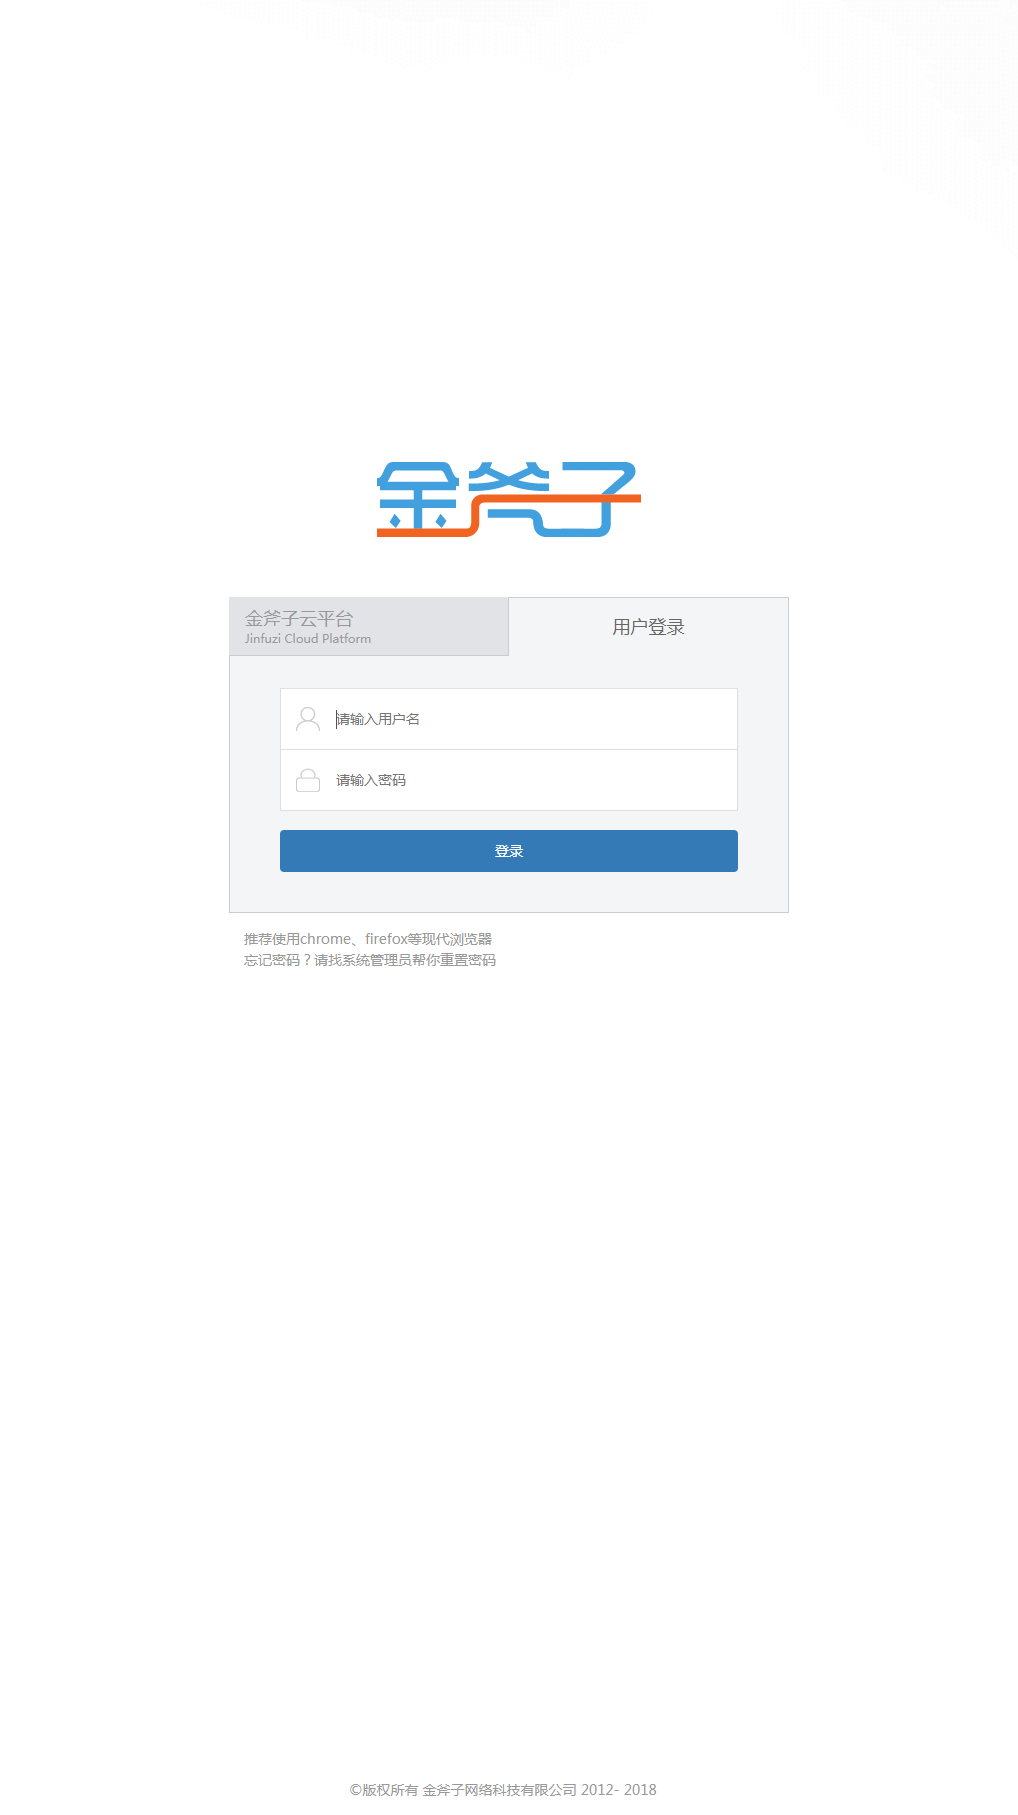 金斧子
金斧子云平台
Jinfuzi Cloud Platform
用户登录
请输入用户名
请输入密码
登录
推荐使用chrome、firefox等现代浏览器
忘记密码？请找系统管理员帮你重置密码
©版权所有 金斧子网络科技有限公司 2012- 2018